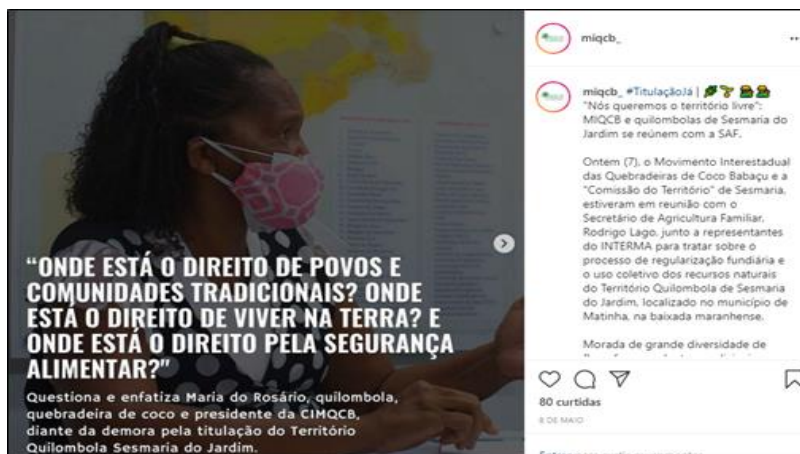 "ONDE ESTÁ O DIREITO DE POVOS E
COMUNIDADES TRADICIONAIS? ONDE
ESTÁ O DIREITO DE VIVER NA TERRA? E
ONDE ESTÁ O DIREITO PELA SEGURANÇA
ALIMENTAR?"
Questiona e enfatiza Maria do Rosário, quilombola,
quebradeira de coco e presidente da CIMQCB,
diante da demora pela titulação do Território
Quilombola Sesmaria do Jardim.
miqcb_
miqcb_ #TitulaçãoJá |
"Nós queremos o território livre":
MIQCB e quilombolas de Sesmaria do
Jardim se reúnem com a SAF.
Ontem (7), o Movimento Interestadual
das Quebradeiras de Coco Babaçu e a
"Comissão do Território" de Sesmaria,
estiveram em reunião com o
Secretário de Agricultura Familiar,
Rodrigo Lago, junto a representantes
do INTERMA para tratar sobre o
processo de regularização fundiária e
o uso coletivo dos recursos naturais
do Território Quilombola de Sesmaria
do Jardim, localizado no município de
Matinha, na baixada maranhense.
Morada de grande diversidade de
80 curtidas
8 DE MAIO